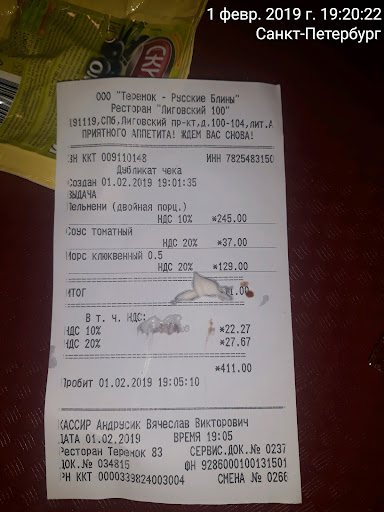 1 февр. 2019 г. 19:20:22
Санкт-Петербург
ООО "Теремок - Русские Блины"
Ресторан "Лиговский 100"
191119,СПб,Лиговский пр-кт,д.100-104,лит.А
ПРИЯТНОГО АППЕТИТА! ЖДЕМ ВАС СНОВА!
ЗН ККТ 009110148 ИНН 7825483150
Дубликат чека
Создан 01.02.2019 19:01:35
ВЫДАЧА
Пельмени (двойная порц.)
НДС 10% *245.00
Соус томатный
НДС 20% *37.00
Морс клюквенный 0.5
НДС 20% *129.00
ИТОГ
В т. ч. НДС:
НДС 10% *22.27
НДС 20% *27.67
*411.00
Пробит 01.02.2019 19:05:10
КАССИР Андрусик Вячеслав Викторович
ДАТА 01.02.2019 ВРЕМЯ 19:05
Ресторан Теремок 83 СЕРВИС.ДОК.№ 0237
ДОК.№ 034815 ФН 9286000100131501
РН ККТ 0000339824003004 СМЕНА № 0266